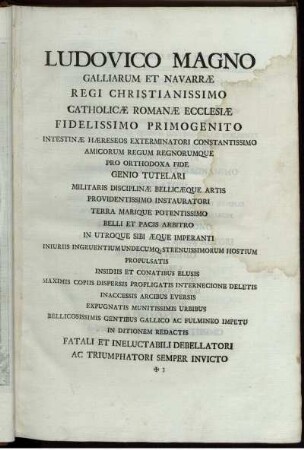 LUDOVICO MAGNO
GALLIARUM ET NAVARRÆ
REGI CHRISTIANISSIMO
CATHOLICÆ ROMANÆ ECCLESIÆ
FIDELISSIMO PRIMOGENITO
INTESTINÆ HÆRESEOS EXTERMINATORI CONSTANTISSIMO
AMICORUM REGUM REGNORUMQUE
PRO ORTHODOXA FIDE
GENIO TUTELARI
MILITARIS DISCIPLINÆ BELLICÆQUE ARTIS
PROVIDENTISSIMO INSTAURATORI
TERRA MARIQUE POTENTISSIMO
BELLI ET PACIS ARBITRO
IN UTROQUE SIBI ÆQUE IMPERANTI
INIURIIS INGRUENTIUM UNDECUMQ; STRENUISSIMORUM HOSTIUM
PROPULSATIS
INSIDIIS ET CONATIBUS ELUSIS
MAXIMIS COPIIS DISPERSIS PROFLIGATIS INTERNECIONE DELETIS
INACCESSIS ARCIBUS EVERSIS
EXPUGNATIS MUNITISSIMIS URBIBUS
BELLICOSISSIMIS GENTIBUS GALLICO AC FULMINEO IMPETU
IN DITIONEM REDACTIS
FATALI ET INELUCTABILI DEBELLATORI
AC TRIUMPHATORI SEMPER INVICTO
✠ 1